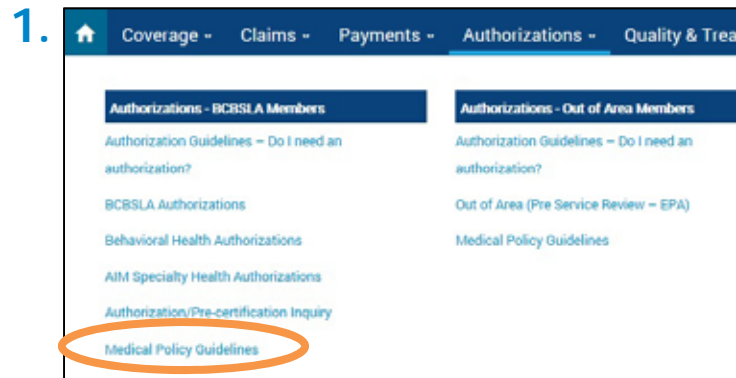 1.
Coverage Claims Payments Authorizations Quality & Trea
Authorizations - BCBSLA Members
Authorization Guidelines – Do I need an
authorization?
BCBSLA Authorizations
Behavioral Health Authorizations
AIM Specialty Health Authorizations
Authorization/Pre-certification Inquiry
Medical Policy Guidelines
Authorizations - Out of Area Members
Authorization Guidelines – Do I need an
authorization?
Out of Area (Pre Service Review – EPA)
Medical Policy Guidelines